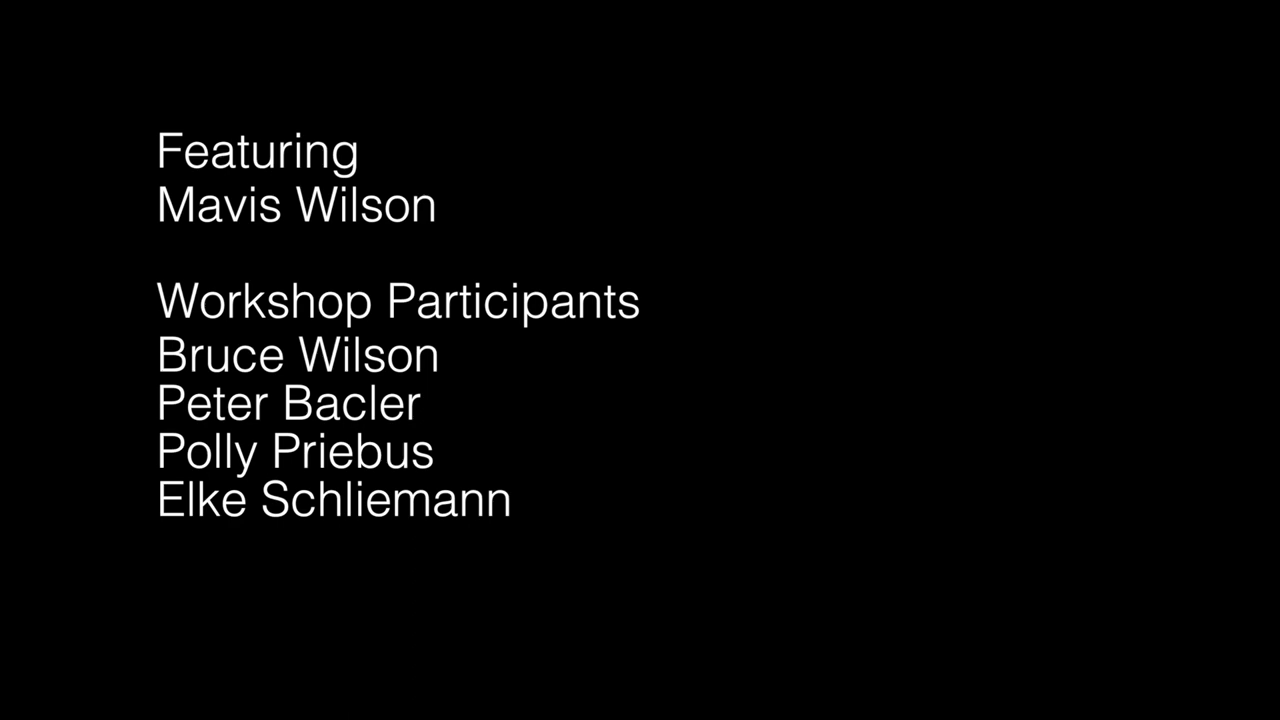 Featuring
Mavis Wilson
Workshop Participants
Bruce Wilson
Peter Bacler
Polly Priebus
Elke Schliemann